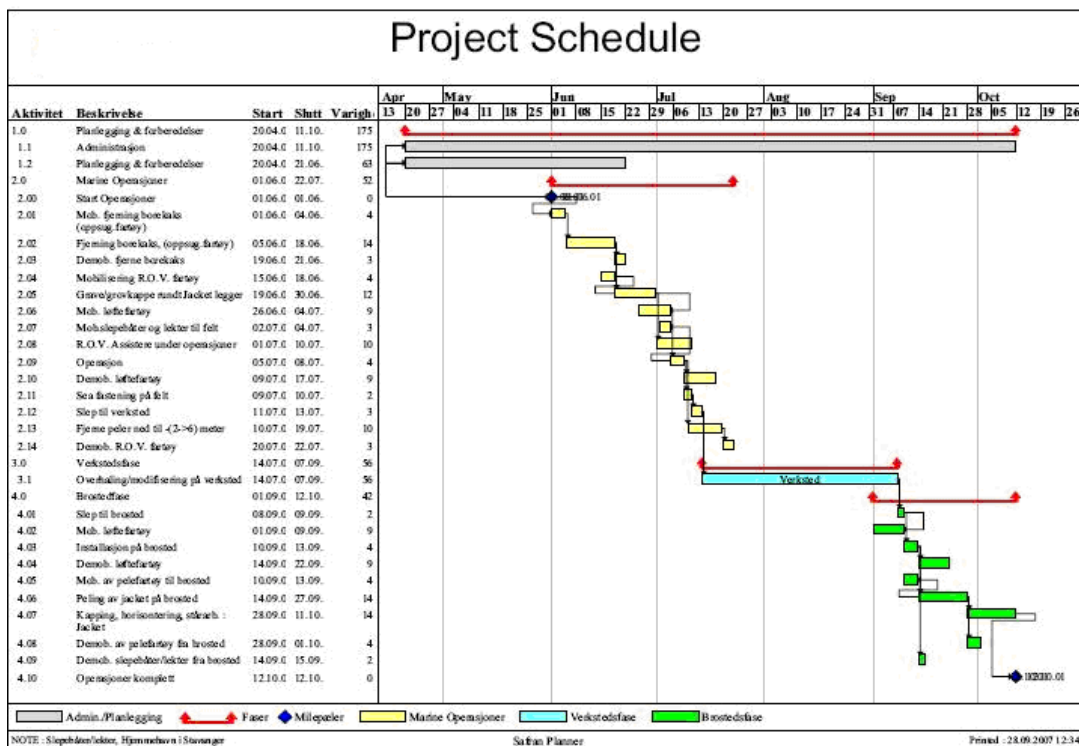 Project Schedule
Apr May Jun Jul Aug Sep Oct
Aktivitet Beskrivelse Start Slutt Varigh 13 20 27 04 11 18 25 01 08 15 22 29 06 13 20 27 03 10 17 24 31 07 14 21 28 05 12 19 26
1.0 Planlegging & forberedelser 20.04.0 11.10. 175
1.1 Administrasjon 20.04.0 11.10. 175
1.2 Planlegging & forberedelser 20.04.0 21.06. 63
2.0 Marine Operasjoner 01.06.0 22.07. 52
2.00 Start Operasjoner 01.06.0 01.06. 0
2.01 Mob. fjerning borekaks 01.06.0 04.06. 4
(oppsug.fartøy)
2.02 Fjerning borekaks, (oppsug.fartøy) 05.06.0 18.06. 14
2.03 Demob. fjerne borekaks 19.06.0 21.06. 3
2.04 Mobilisering R.O.V. fartøy 15.06.0 18.06. 4
2.05 Grave/grovkappe rundt Jacket legger 19.06.0 30.06. 12
2.06 Mob. løftefartøy 26.06.0 04.07. 9
2.07 Mob.slepebåter og lekter til felt 02.07.0 04.07. 3
2.08 R.O.V. Assistere under operasjoner 01.07.0 10.07. 10
2.09 Operasjon 05.07.0 08.07. 4
2.10 Demob. løftefartøy 09.07.0 17.07. 9
2.11 Sea fastening på felt 09.07.0 10.07. 2
2.12 Slep til verksted 11.07.0 13.07. 3
2.13 Fjerne peler ned til -(2->6) meter 10.07.0 19.07. 10
2.14 Demob. R.O.V. fartøy 20.07.0 22.07. 3
3.0 Verkstedsfase 14.07.0 07.09. 56
3.1 Overhaling/modifisering på verksted 14.07.0 07.09. 56 Verksted
4.0 Brostedfase 01.09.0 12.10. 42
4.01 Slep til brosted 08.09.0 09.09. 2
4.02 Mob. løftefartøy 01.09.0 09.09. 9
4.03 Installasjon på brosted 10.09.0 13.09. 4
4.04 Demob. løftefartøy 14.09.0 22.09. 9
4.05 Mob. av pelefartøy til brosted 10.09.0 13.09. 4
4.06 Peling av jacket på brosted 14.09.0 27.09. 14
4.07 Kapping, horisontering, stårarb. : 28.09.0 11.10. 14
Jacket
4.08 Demob. av pelefartøy fra brosted 28.09.0 01.10. 4
4.09 Demob. slepebåter/lekter fra brosted 14.09.0 15.09. 2
4.10 Operasjoner komplett 12.10.0 12.10. 0
Admin./Planlegging Faser Milepæler Marine Operasjoner Verkstedsfase Brostedsfase
NOTE : Slepebåter/lekter, Hjemmehavn i Stavanger Safran Planner Printed : 28.09.2007 12:34